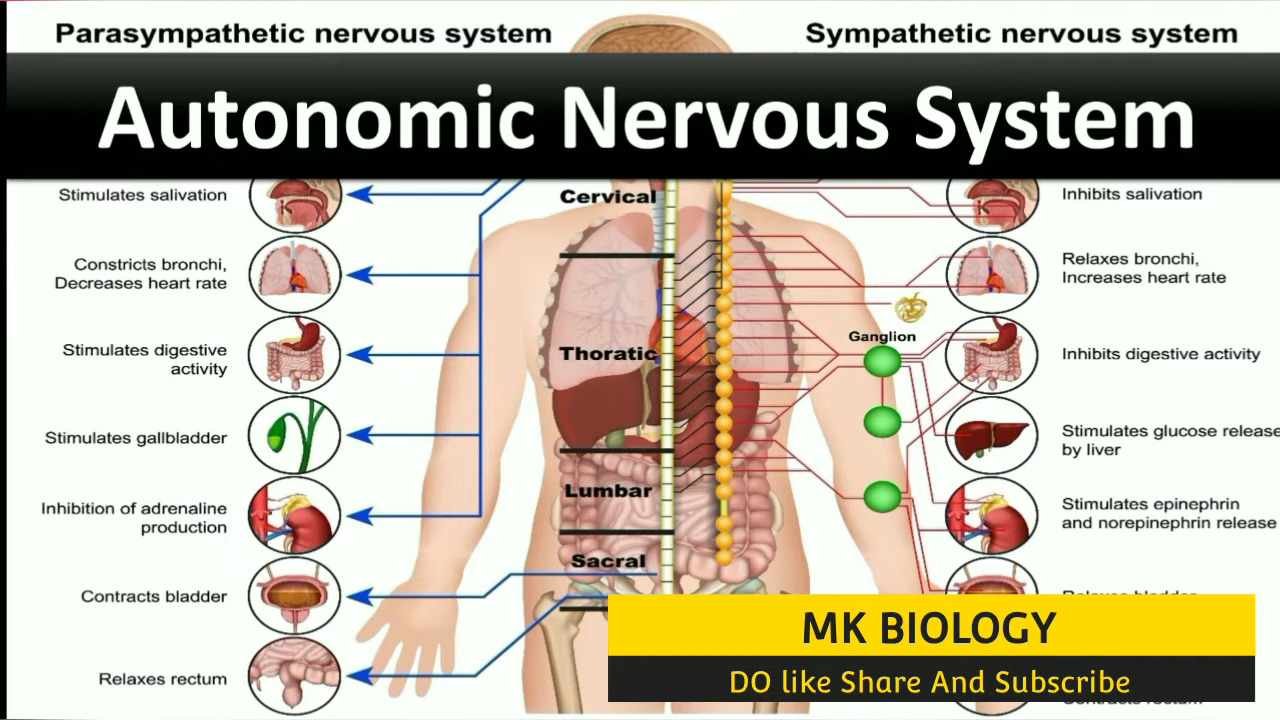 Parasympathetic nervous system
Sympathetic nervous system
Autonomic Nervous System
Stimulates salivation
Constricts bronchi,
Decreases heart rate
Stimulates digestive
activity
Stimulates gallbladder
Inhibition of adrenaline
production
Contracts bladder
Relaxes rectum
Cervical
Thoratic
Lumbar
Sacral
Ganglion
Inhibits salivation
Relaxes bronchi,
Increases heart rate
Inhibits digestive activity
Stimulates glucose release
by liver
Stimulates epinephrin
and norepinephrin release
MK BIOLOGY
DO like Share And Subscribe